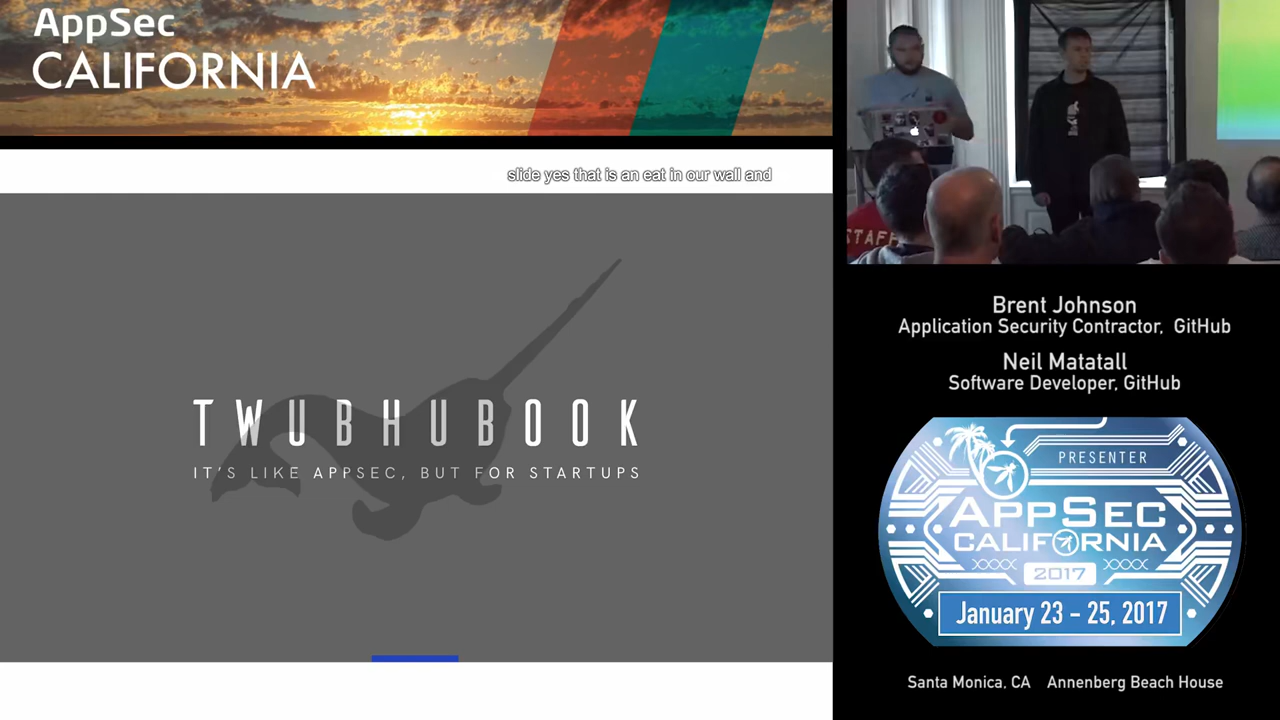 AppSec
CALIFORNIA
slide yes that is an eat in our wall and
TWUBHUBOOK
IT'S LIKE APPSEC, BUT FOR STARTUPS
STAFF
Brent Johnson
Application Security Contractor, GitHub
Neil Matatall
Software Developer, GitHub
PRESENTER
APPSEC
CALIFORNIA
2017
January 23 - 25, 2017
Santa Monica, CA Annenberg Beach House